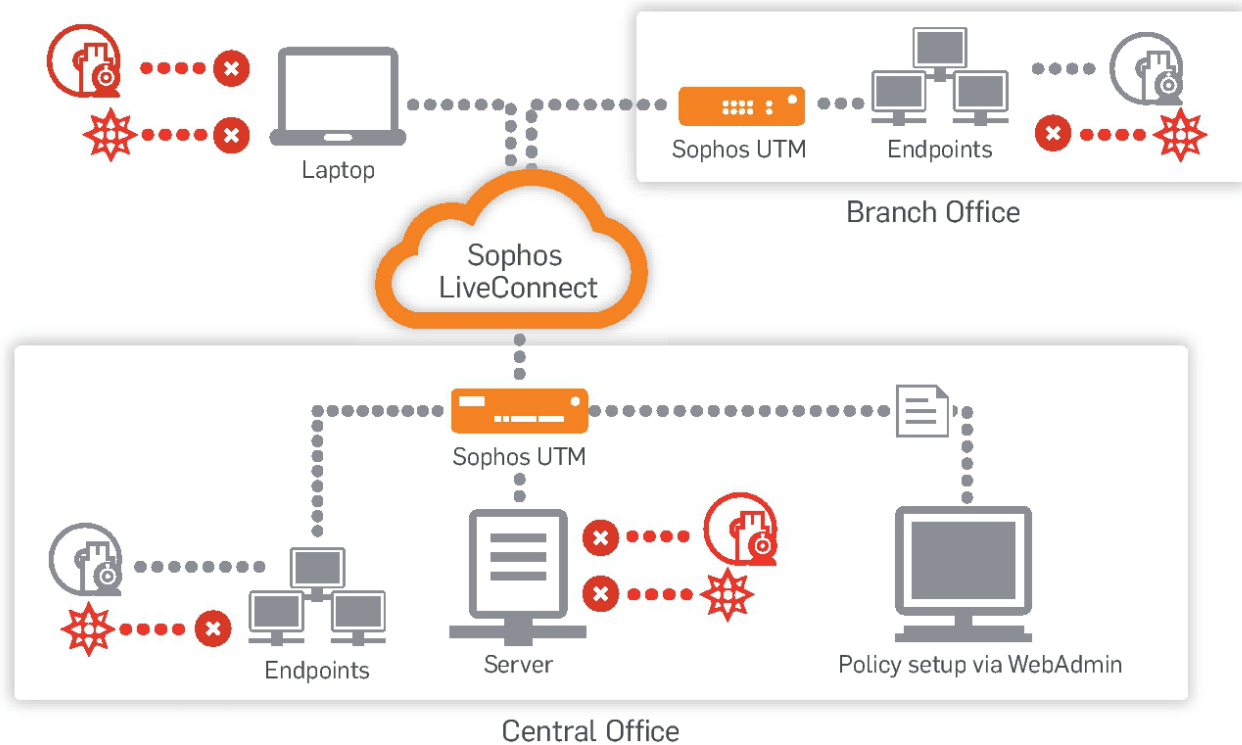 Laptop
Sophos UTM
Endpoints
Branch Office
Sophos
LiveConnect
Sophos UTM
Endpoints
Server
Policy setup via WebAdmin
Central Office